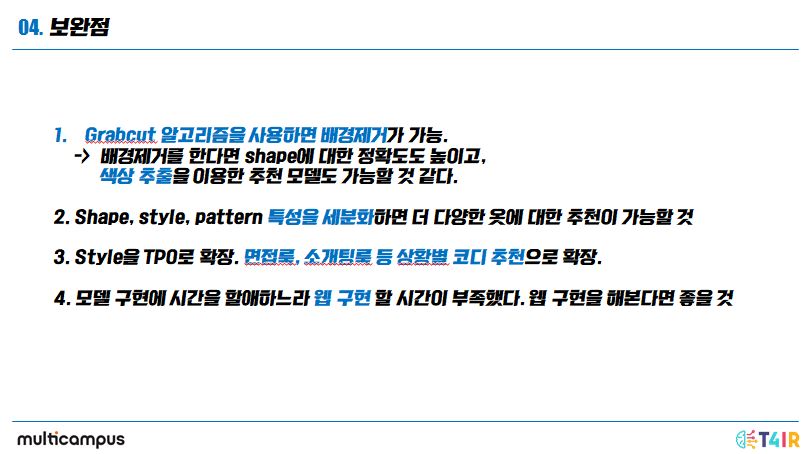 04. 보완점
1. Grabcut 알고리즘을 사용하면 배경제거가 가능.
-> 배경제거를 한다면 shape에 대한 정확도도 높이고,
색상 추출을 이용한 추천 모델도 가능할 것 같다.
2. Shape, style, pattern 특성을 세분화하면 더 다양한 옷에 대한 추천이 가능할 것
3. Style을 TPO로 확장. 면접룩, 소개팅룩 등 상황별 코디 추천으로 확장.
4. 모델 구현에 시간을 할애하느라 웹 구현 할 시간이 부족했다. 웹 구현을 해본다면 좋을 것
multicampus
T4IR